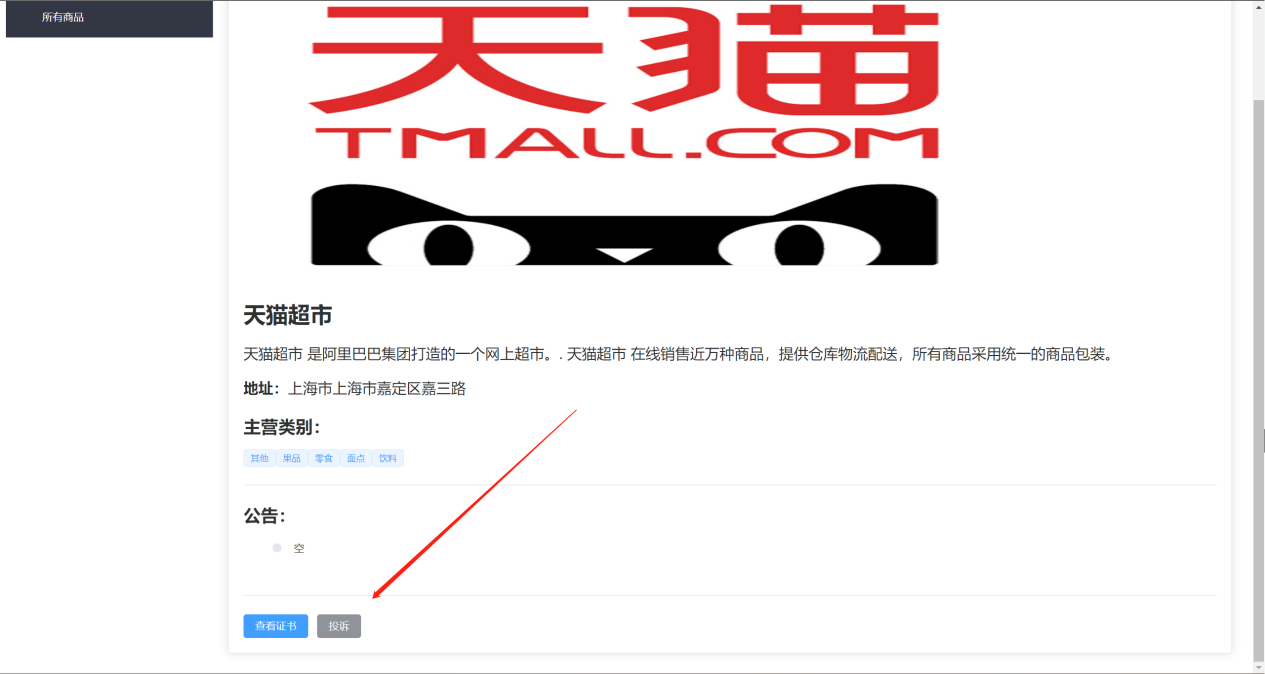 所有商品
天猫
TMALL.COM
天猫超市
天猫超市 是阿里巴巴集团打造的一个网上超市。. 天猫超市 在线销售近万种商品，提供仓库物流配送，所有商品采用统一的商品包装。
地址：上海市上海市嘉定区嘉三路
主营类别：
其他 果品 零食 面点 饮料
公告：
空
查看证书 投诉